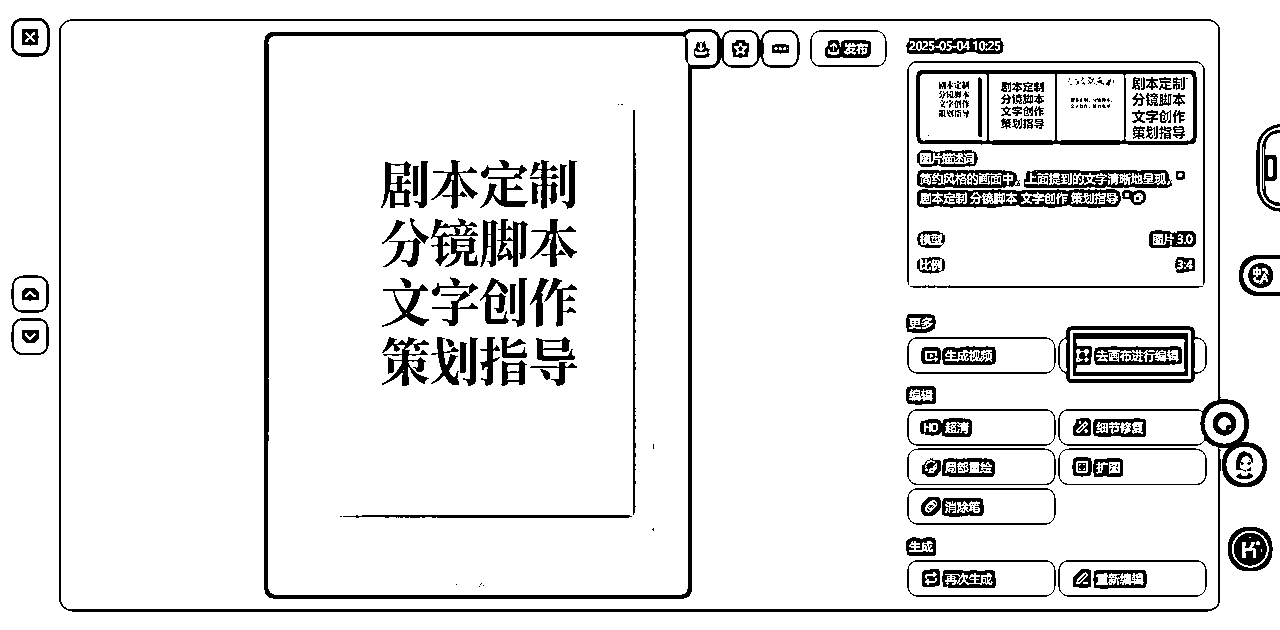 发布
剧本定制
分镜脚本
文字创作
策划指导
2025-05-04 10:25
剧本定制
分镜脚本
文字创作
策划指导
剧本定制
分镜脚本
文字创作
策划指导
剧本定制
分镜脚本
文字创作
策划指导
图片描述词
简约风格的画面中，上面提到的文字清晰地呈现，“
剧本定制 分镜脚本 文字创作 策划指导”
模型 图片 3.0
比例 3:4
更多
生成视频 去画布进行编辑
编辑
HD 超清 细节修复
局部重绘 扩图
消除笔
生成
再次生成 重新编辑